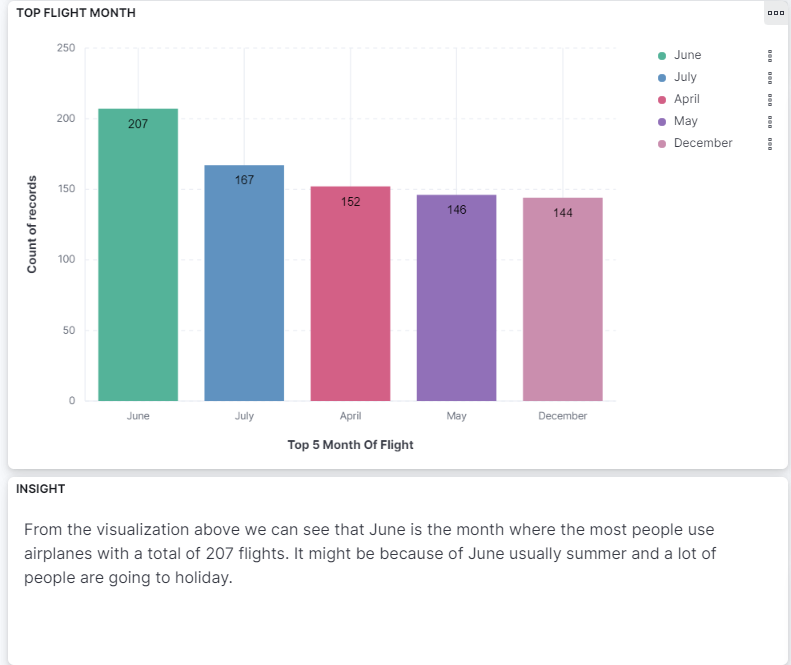 TOP FLIGHT MONTH
250
200
150
100
50
0
Count of records
207
167
152
146
144
June
July
April
May
December
Top 5 Month Of Flight
June
July
April
May
December
INSIGHT
From the visualization above we can see that June is the month where the most people use
airplanes with a total of 207 flights. It might be because of June usually summer and a lot of
people are going to holiday.